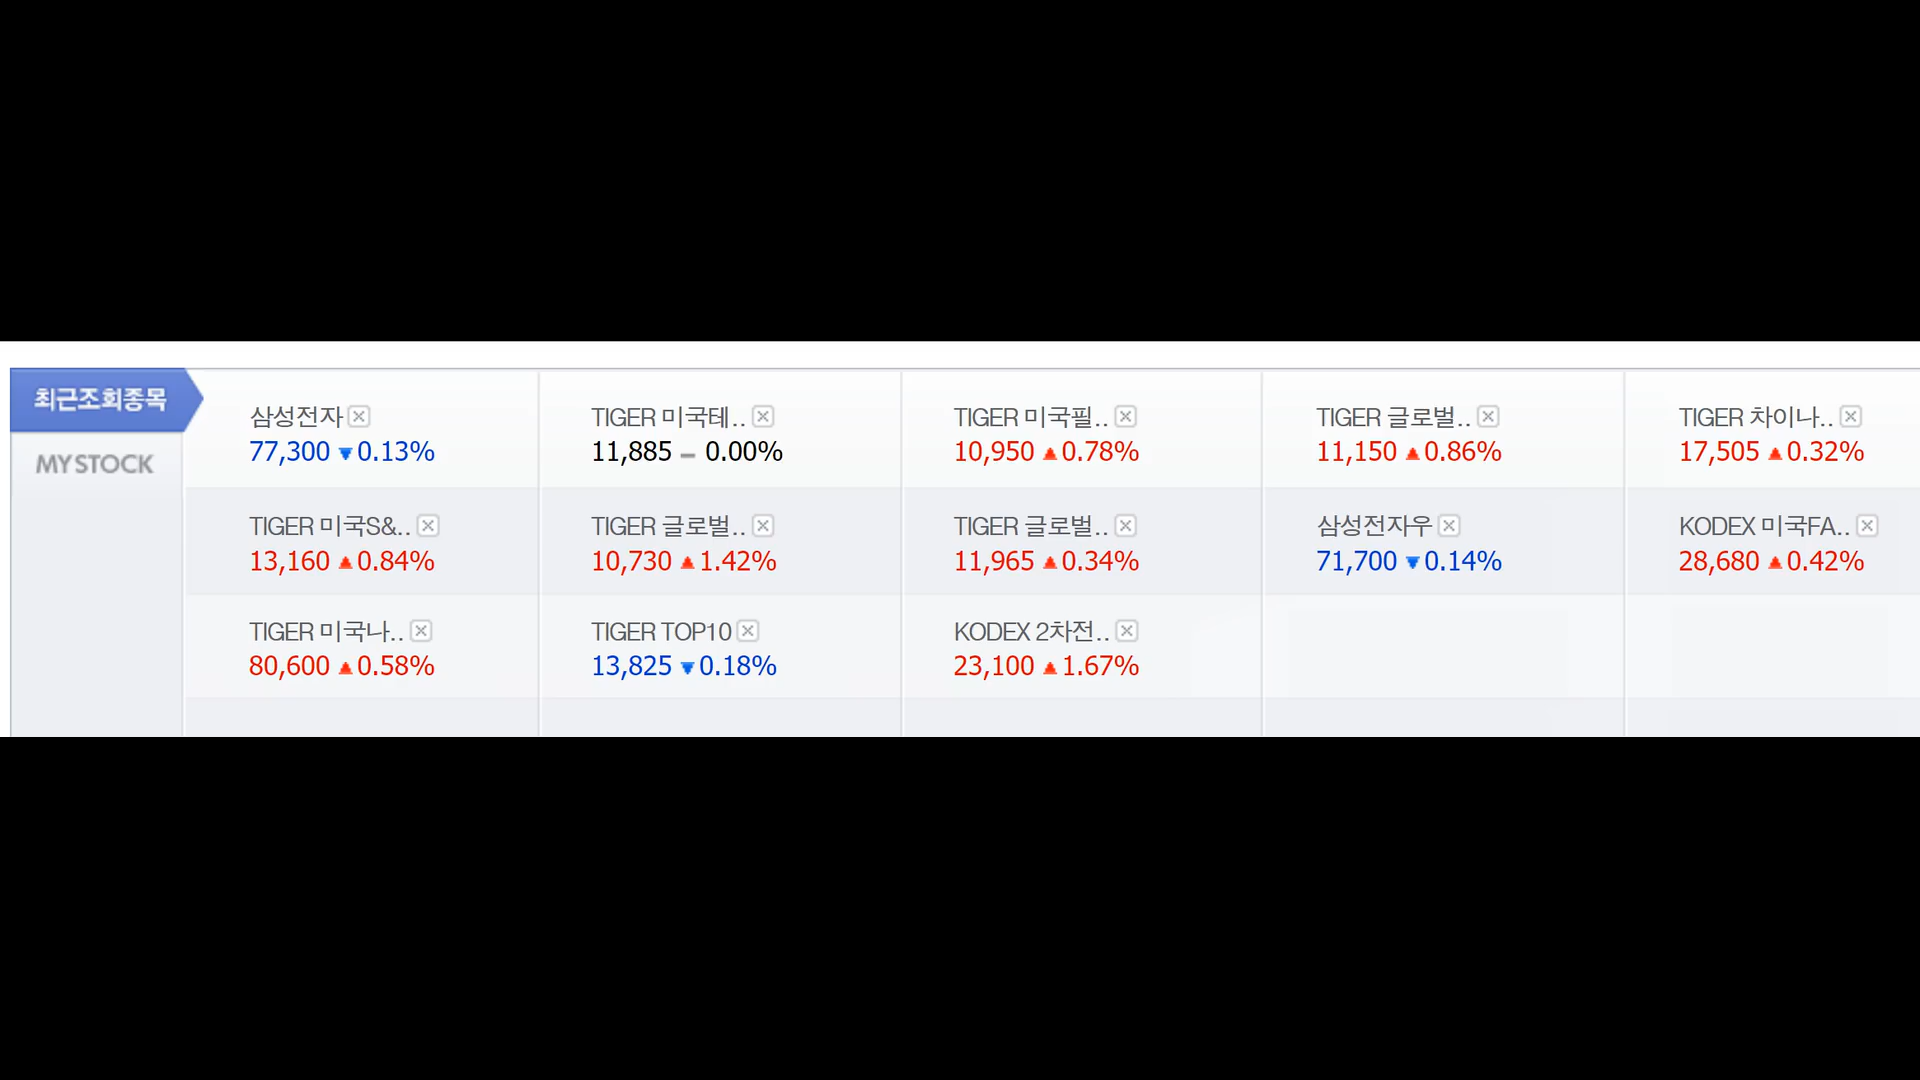 최근조회종목
MY STOCK
삼성전자
77,300 ▼0.13%
TIGER 미국테..
11,885 - 0.00%
TIGER 미국필..
10,950 ▲0.78%
TIGER 글로벌..
11,150 ▲0.86%
TIGER 차이나..
17,505 ▲0.32%
TIGER 미국S&..
13,160 ▲0.84%
TIGER 글로벌..
10,730 ▲1.42%
TIGER 글로벌..
11,965 ▲0.34%
삼성전자우
71,700 ▼0.14%
KODEX 미국FA..
28,680 ▲0.42%
TIGER 미국나..
80,600 ▲0.58%
TIGER TOP10
13,825 ▼0.18%
KODEX 2차전..
23,100 ▲1.67%